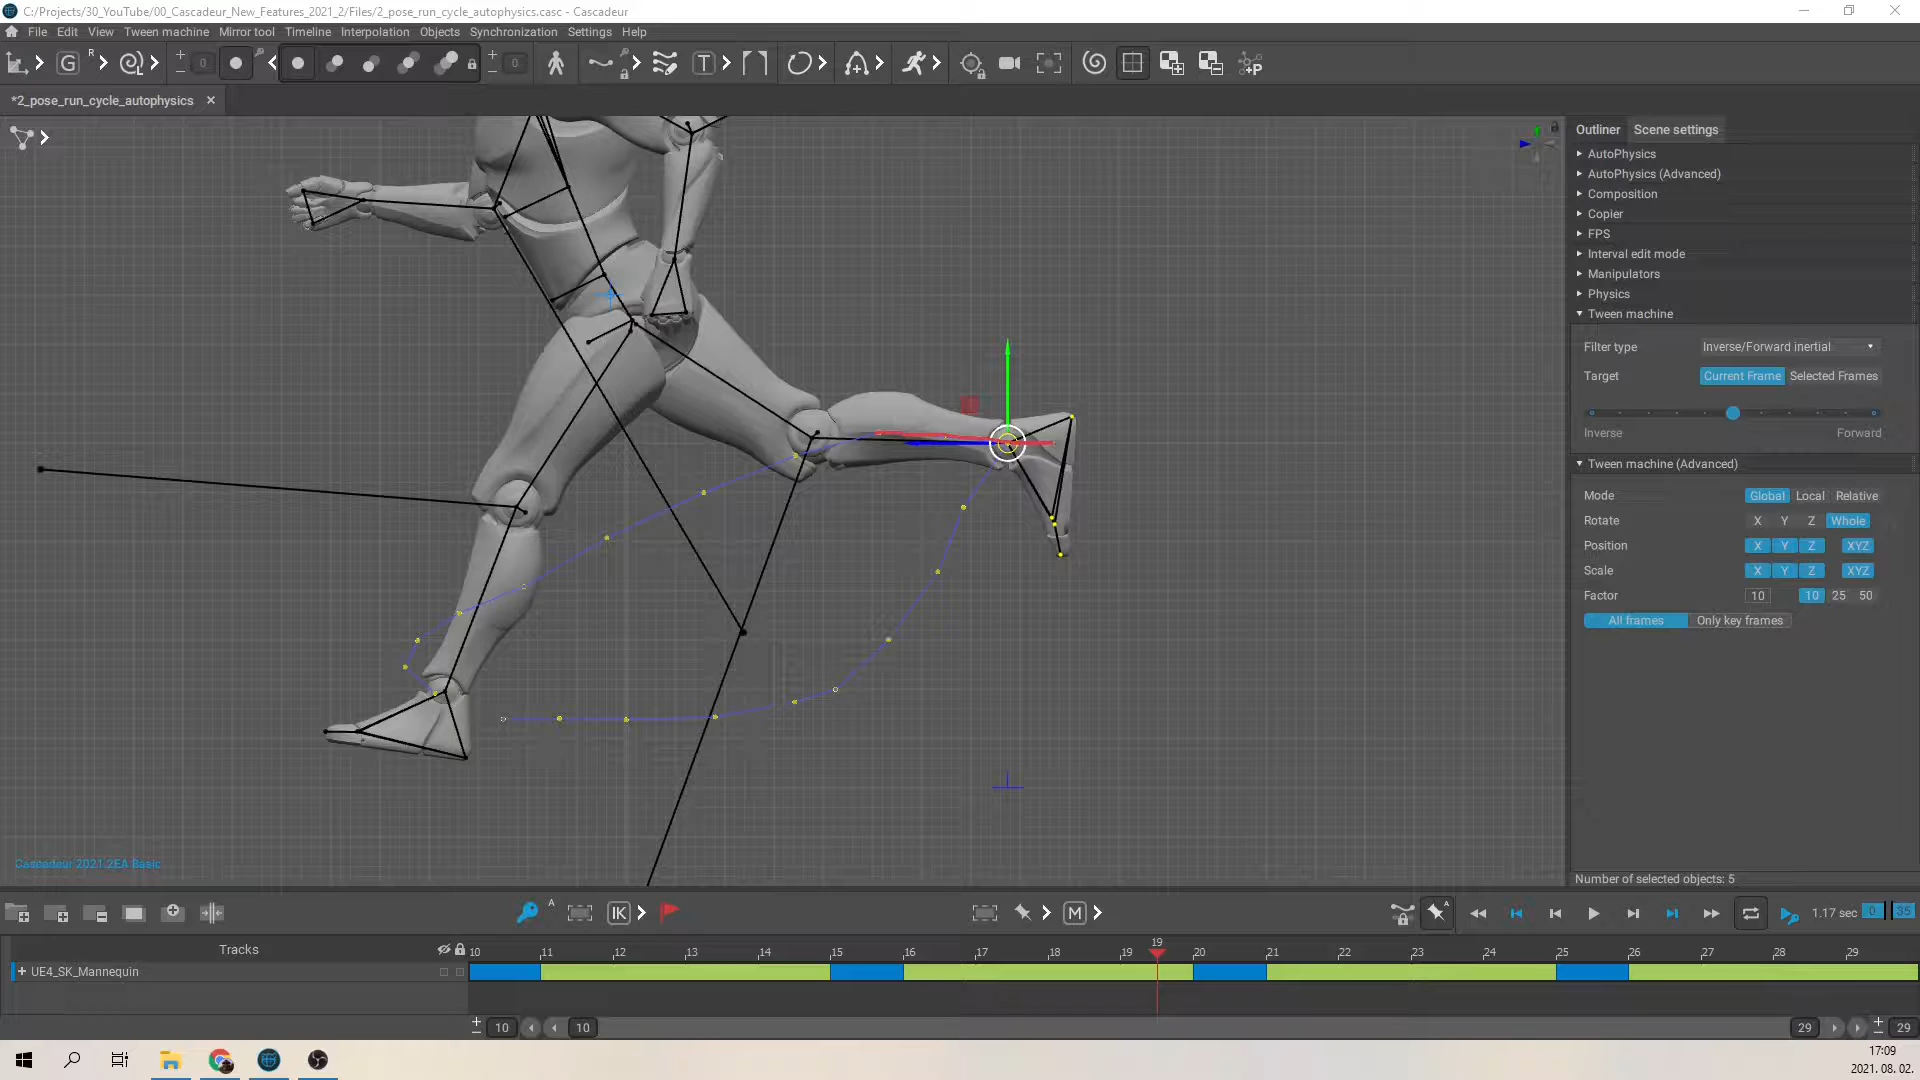 C:/Projects/30_YouTube/00_Cascadeur_New_Features_2021_2/Files/2_pose_run_cycle_autophysics.casc - Cascadeur
File Edit View Tween machine Mirror tool Timeline Interpolation Objects Synchronization Settings Help
G R 0 L 0 T +P
*2_pose_run_cycle_autophysics
Outliner Scene settings
AutoPhysics
AutoPhysics (Advanced)
Composition
Copier
FPS
Interval edit mode
Manipulators
Physics
Tween machine
Filter type Inverse/Forward inertial
Target Current Frame Selected Frames
Inverse Forward
Tween machine (Advanced)
Mode Global Local Relative
Rotate X Y Z Whole
Position X Y Z XYZ
Scale X Y Z XYZ
Factor 10 10 25 50
All frames Only key frames
Cascadeur 2021.2EA Basic
Number of selected objects: 5
A IK M A 1.17 sec 0 35
Tracks 10 11 12 13 14 15 16 17 18 19 19 20 21 22 23 24 25 26 27 28 29
UE4_SK_Mannequin
10 10 29 29
17:09
2021. 08. 02.